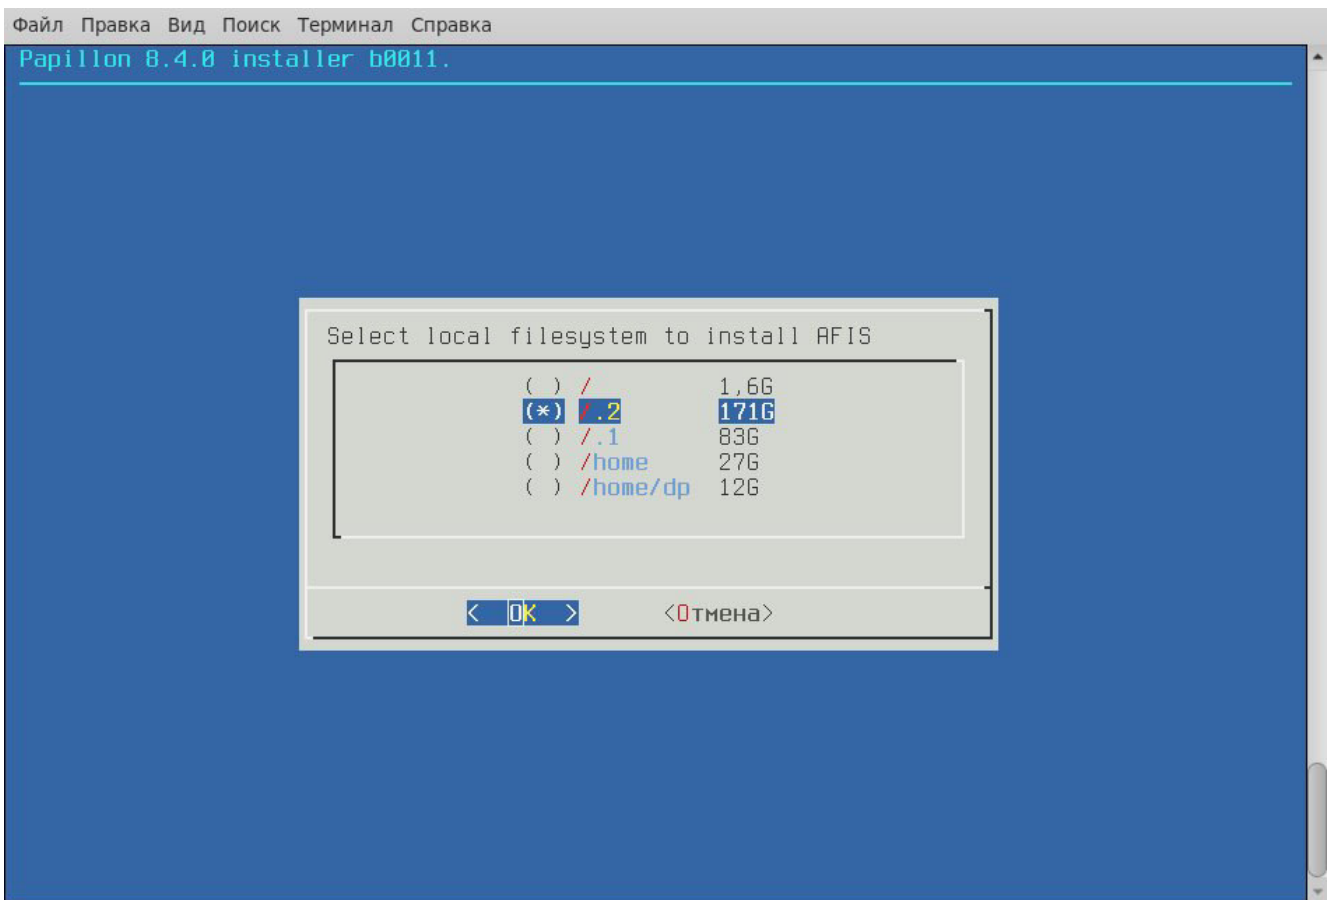 Файл Правка Вид Поиск Терминал Справка
Papillon 8.4.0 installer b0011.
Select local filesystem to install AFIS
( ) / 1,6G
(*) /.2 171G
( ) /.1 83G
( ) /home 27G
( ) /home/dp 12G
< OK > <Отмена>